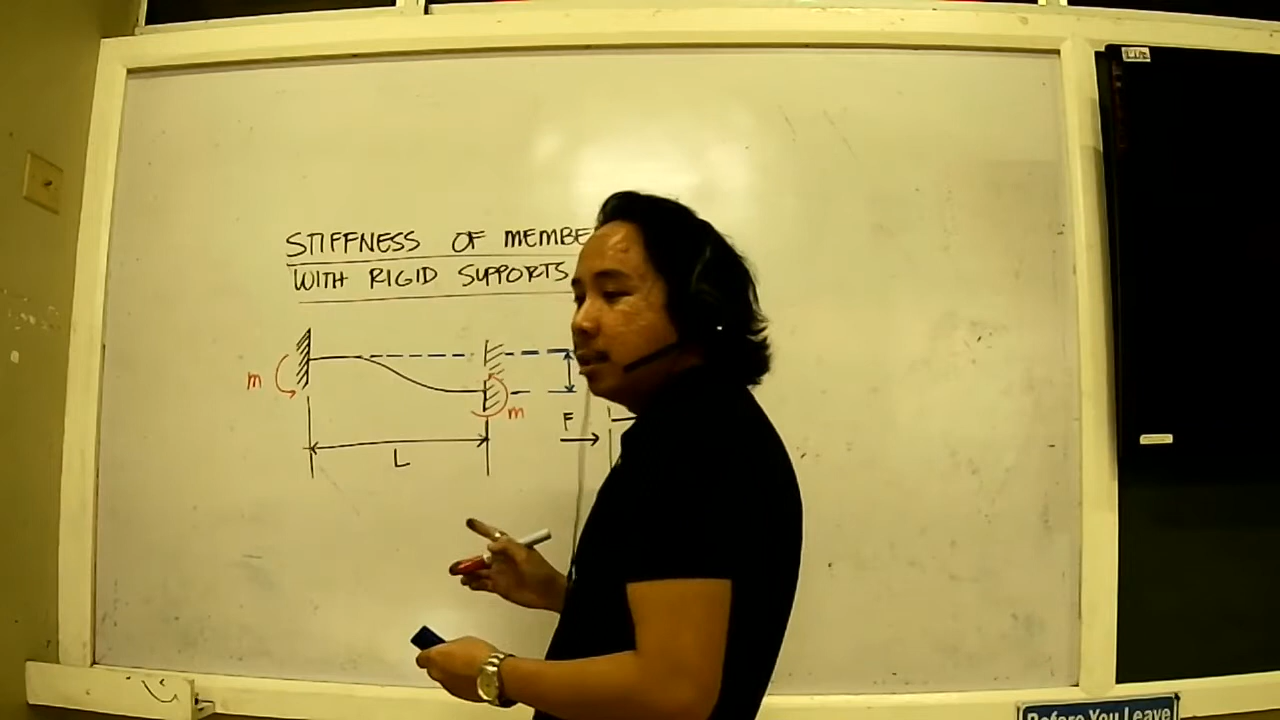 STIFFNESS OF MEMBE
WITH RIGID SUPPORTS
m
m
F
L
Before You Leave